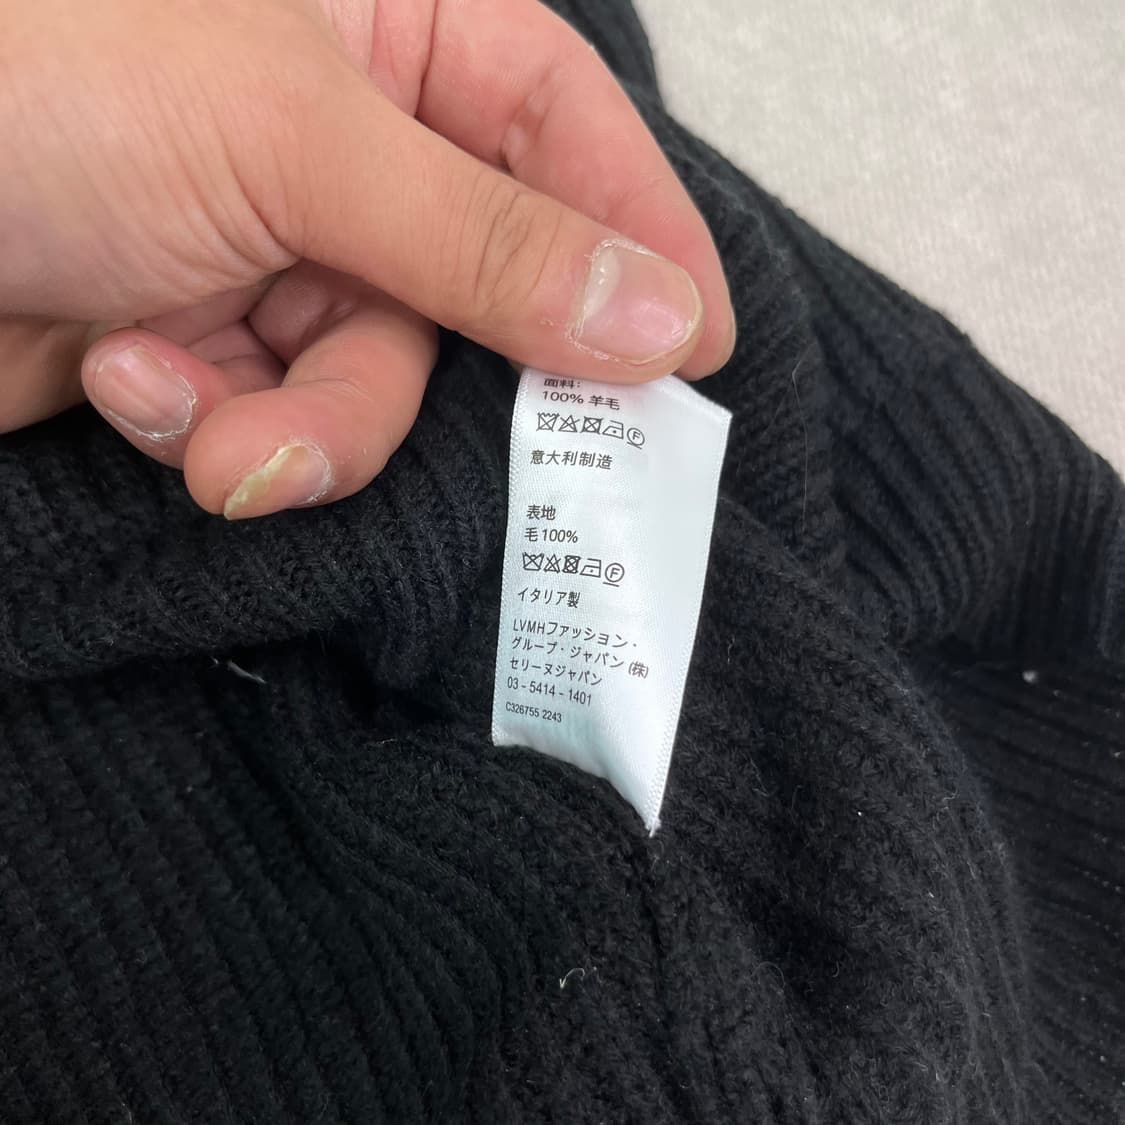 面料:
100% 羊毛
F
意大利制造
表地
毛100%
F
イタリア製
LVMHファッション・
グループ・ジャパン (株)
セリーヌジャパン
03 - 5414 - 1401
C326755 2243